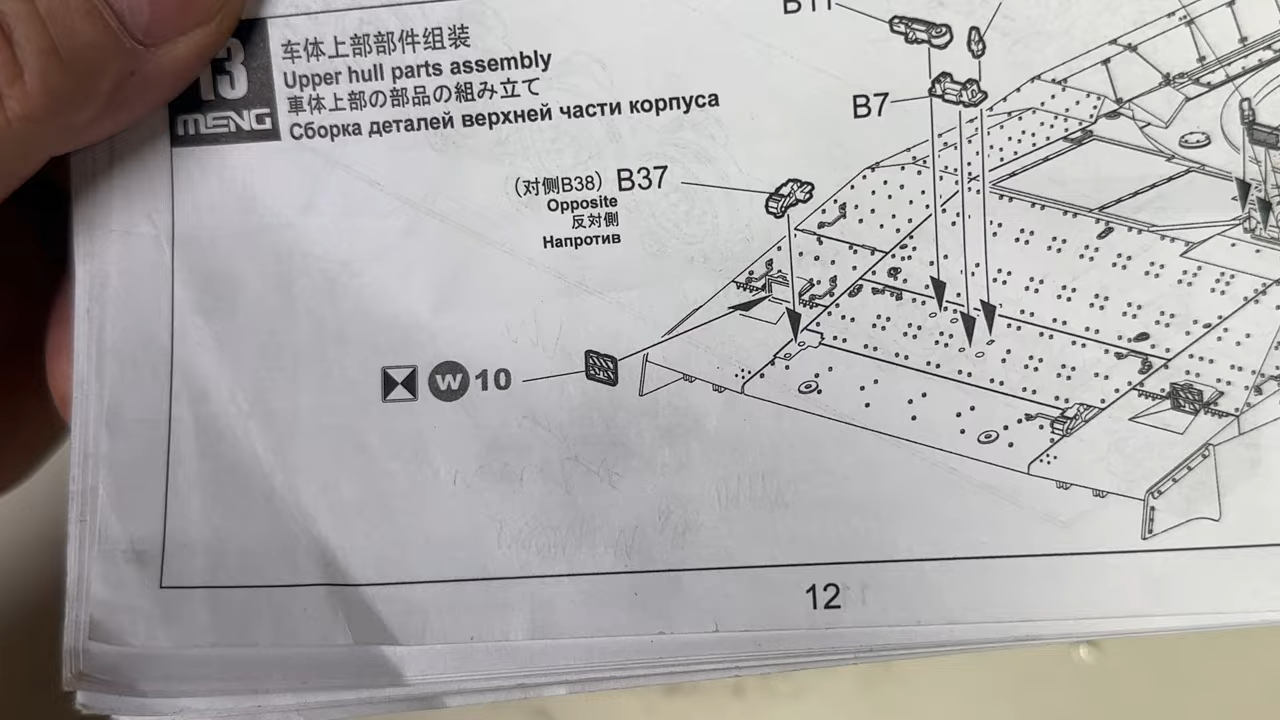 13
MENG
车体上部部件组装
Upper hull parts assembly
車体上部の部品の組み立て
Сборка деталей верхней части корпуса
B11
B7
(对侧B38) B37
Opposite
反対側
Напротив
W 10
12